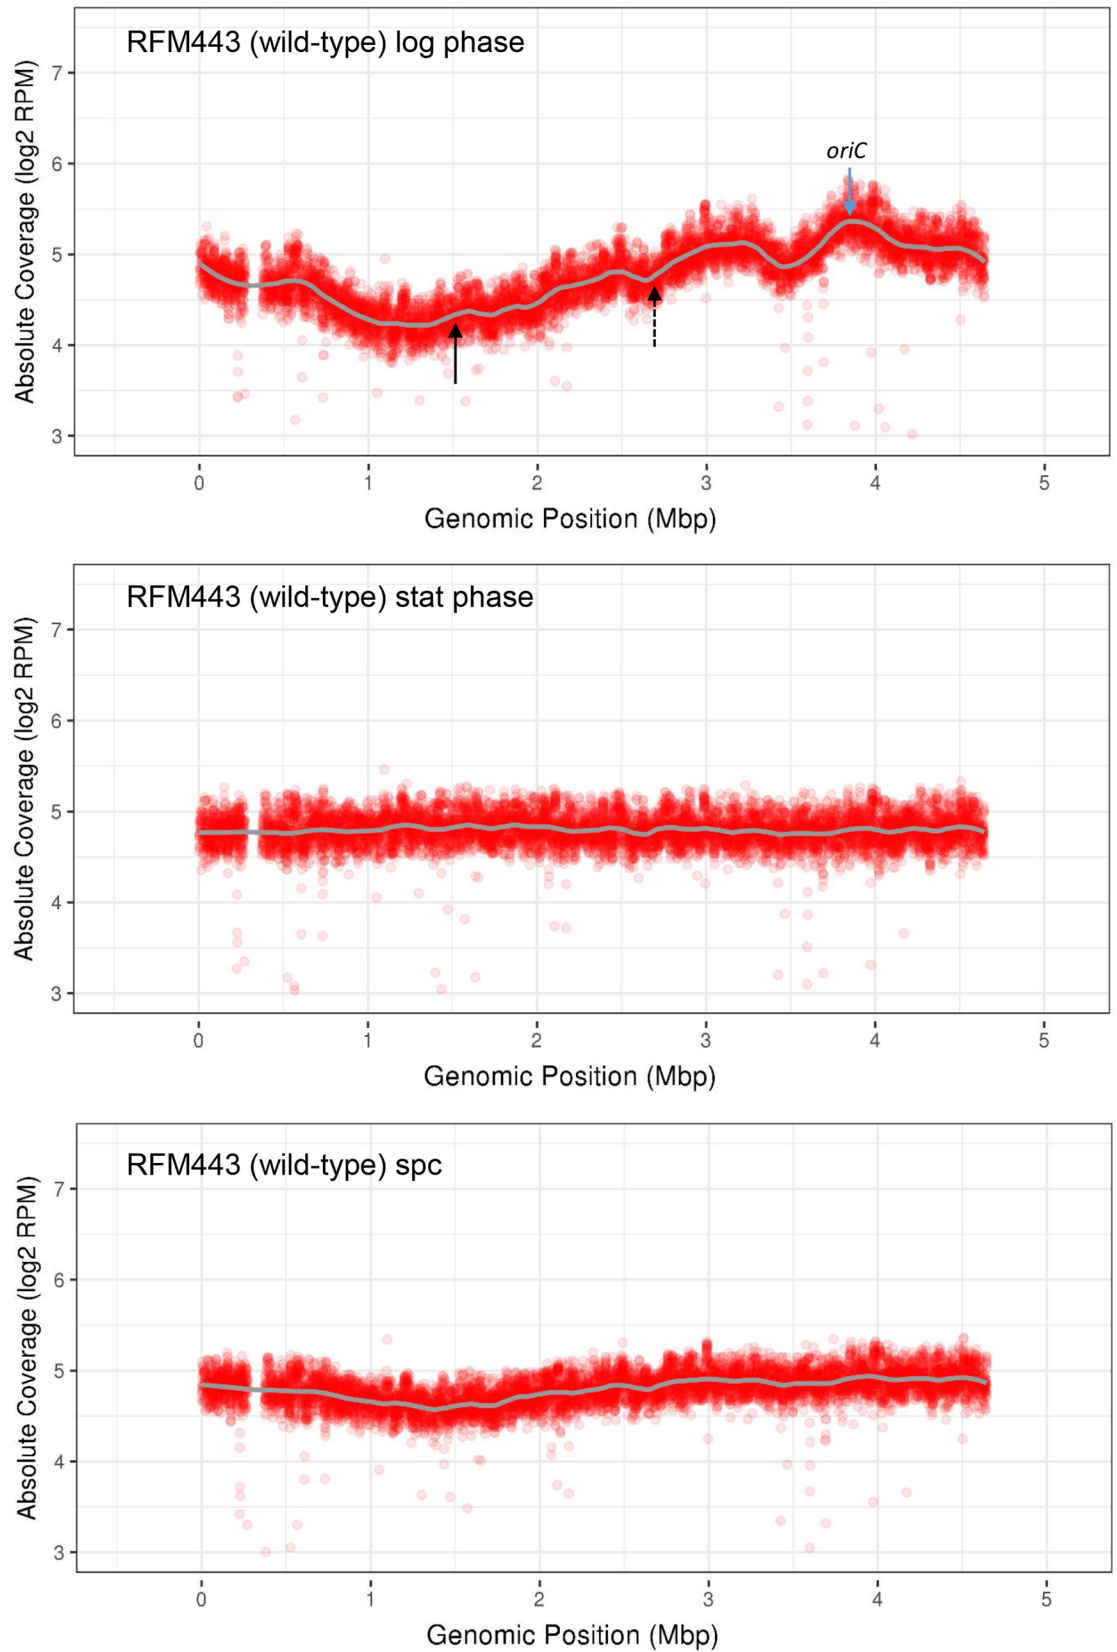 RFM443 (wild-type) log phase
Absolute Coverage (log2 RPM)
7
6
5
4
3
oriC
0 1 2 3 4 5
Genomic Position (Mbp)
RFM443 (wild-type) stat phase
Absolute Coverage (log2 RPM)
7
6
5
4
3
0 1 2 3 4 5
Genomic Position (Mbp)
RFM443 (wild-type) spc
Absolute Coverage (log2 RPM)
7
6
5
4
3
0 1 2 3 4 5
Genomic Position (Mbp)